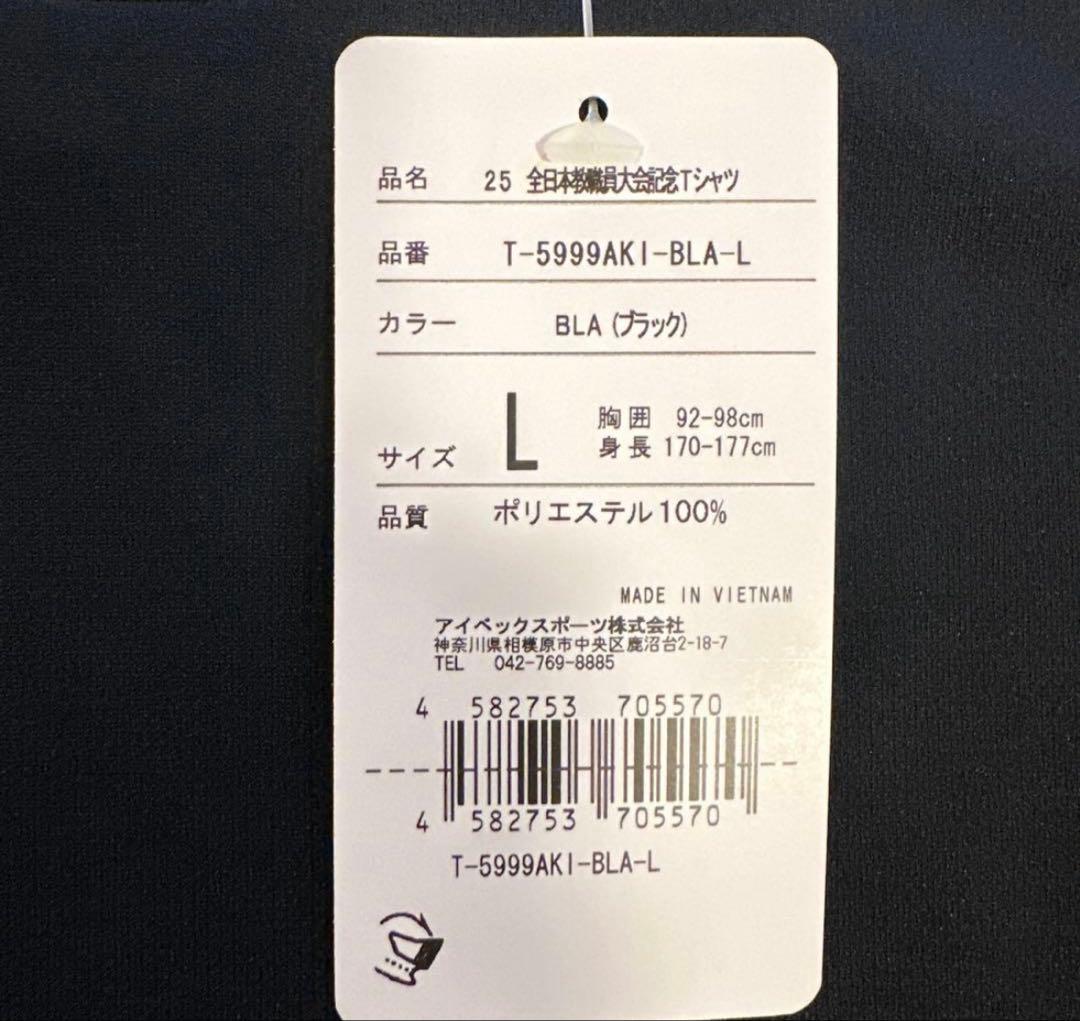 品名 25 全日本教職員大会記念Tシャツ
品番 T-5999AKI-BLA-L
カラー BLA (ブラック)
サイズ L 胸囲 92-98cm
身長 170-177cm
品質 ポリエステル100%
MADE IN VIETNAM
アイベックスポーツ株式会社
神奈川県相模原市中央区鹿沼台2-18-7
TEL 042-769-8885
4 582753 705570
4 582753 705570
T-5999AKI-BLA-L